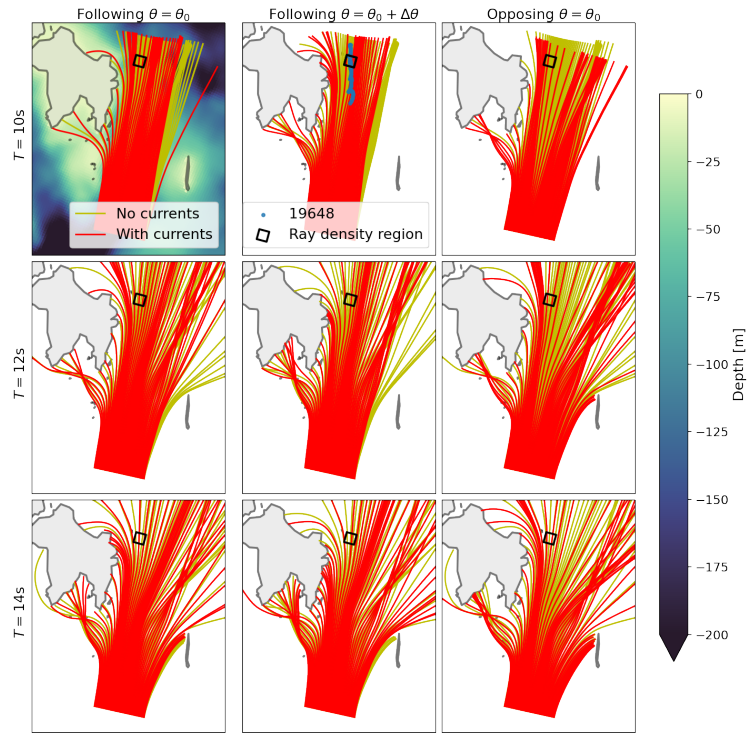 Following θ = θ₀
Following θ = θ₀ + Δθ
Opposing θ = θ₀
T = 10s
No currents
With currents
19648
Ray density region
T = 12s
T = 14s
0
−25
−50
−75
−100
−125
−150
−175
−200
Depth [m]